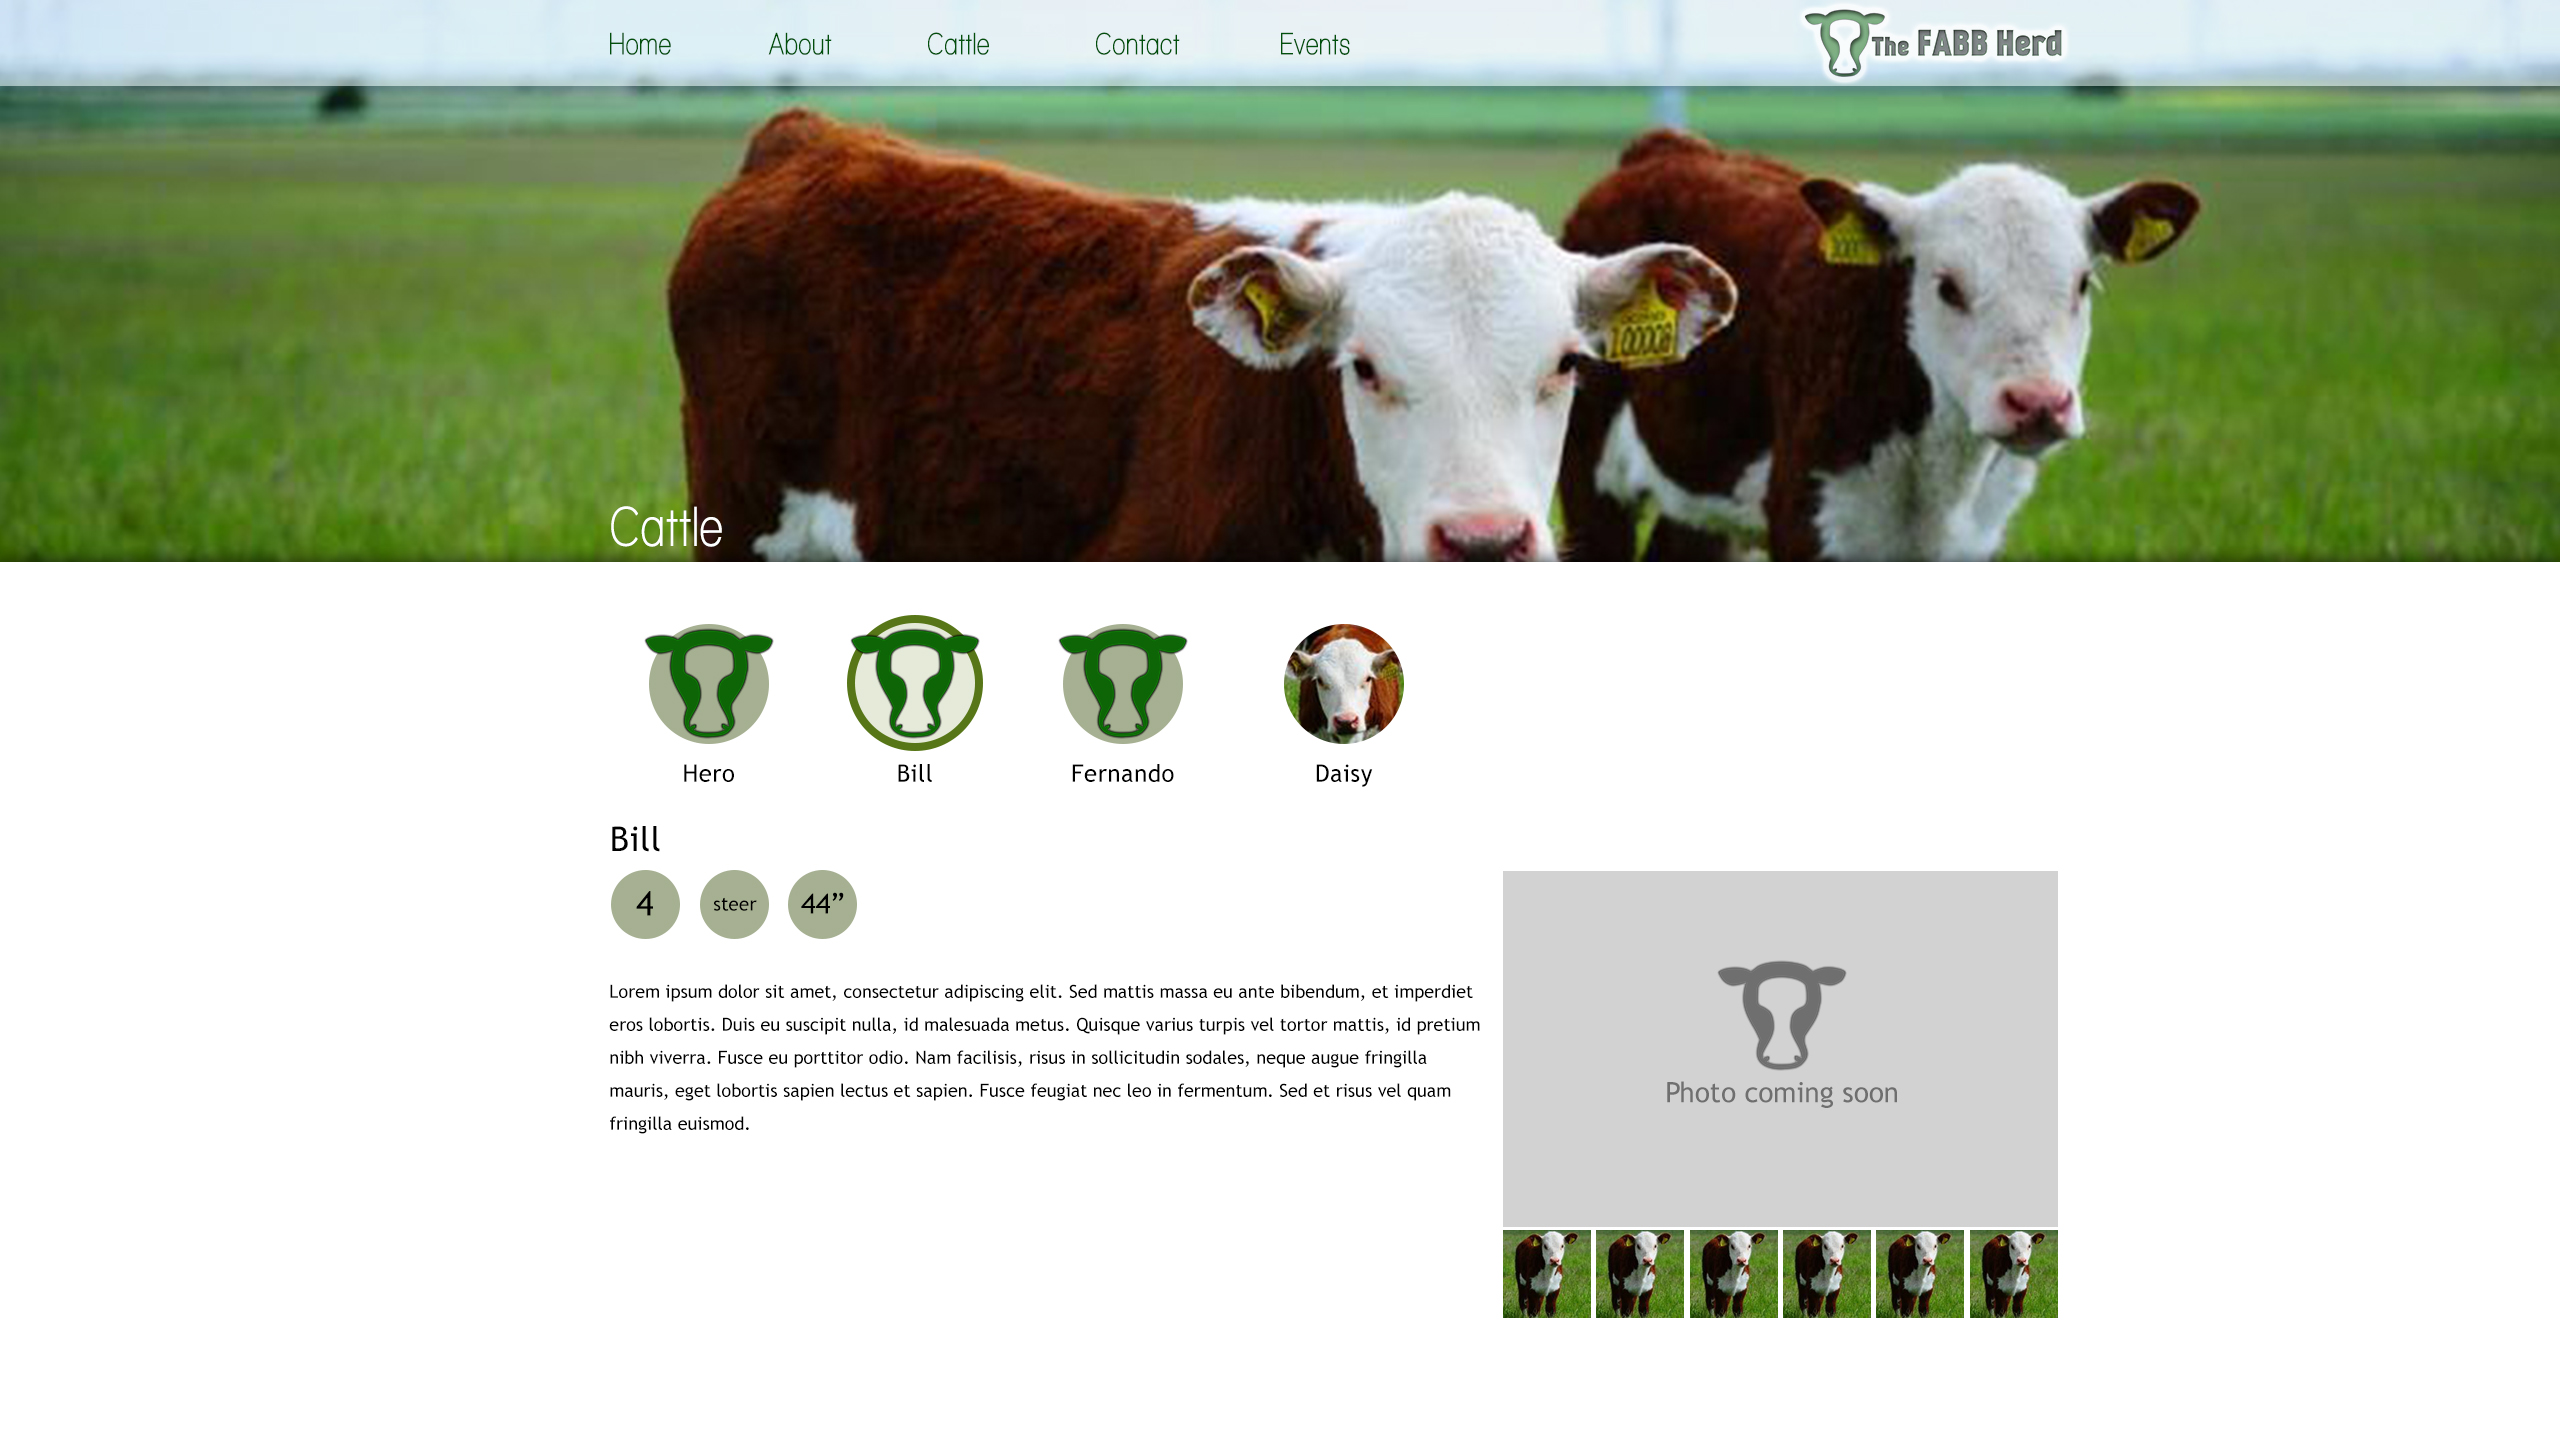 Home About Cattle Contact Events The FABB Herd
100008
Cattle
Hero Bill Fernando Daisy
Bill
4 steer 44”
Lorem ipsum dolor sit amet, consectetur adipiscing elit. Sed mattis massa eu ante bibendum, et imperdiet
eros lobortis. Duis eu suscipit nulla, id malesuada metus. Quisque varius turpis vel tortor mattis, id pretium
nibh viverra. Fusce eu porttitor odio. Nam facilisis, risus in sollicitudin sodales, neque augue fringilla
mauris, eget lobortis sapien lectus et sapien. Fusce feugiat nec leo in fermentum. Sed et risus vel quam
fringilla euismod.
Photo coming soon